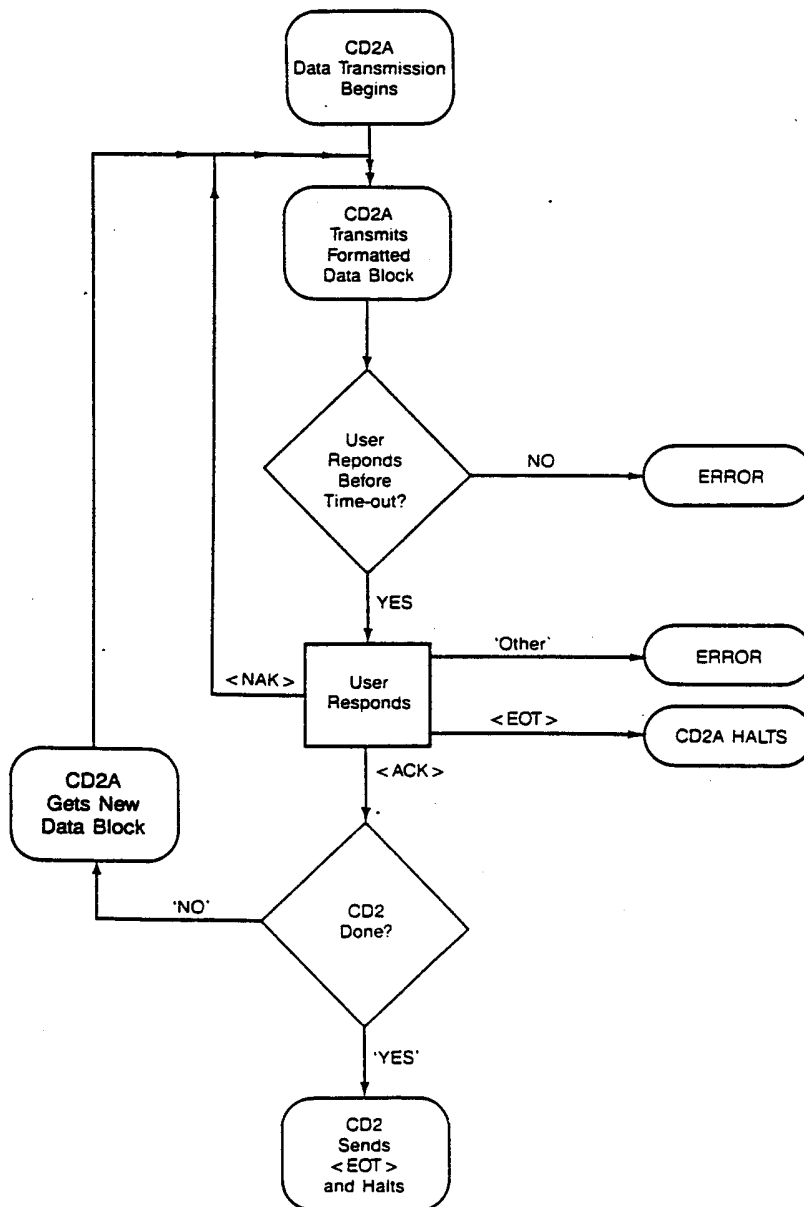 CD2A
Data Transmission
Begins
CD2A
Transmits
Formatted
Data Block
User
Reponds
Before
Time-out?
NO
ERROR
YES
'Other'
ERROR
<NAK>
User
Responds
<EOT>
CD2A HALTS
<ACK>
CD2A
Gets New
Data Block
'NO'
CD2
Done?
'YES'
CD2
Sends
<EOT>
and Halts